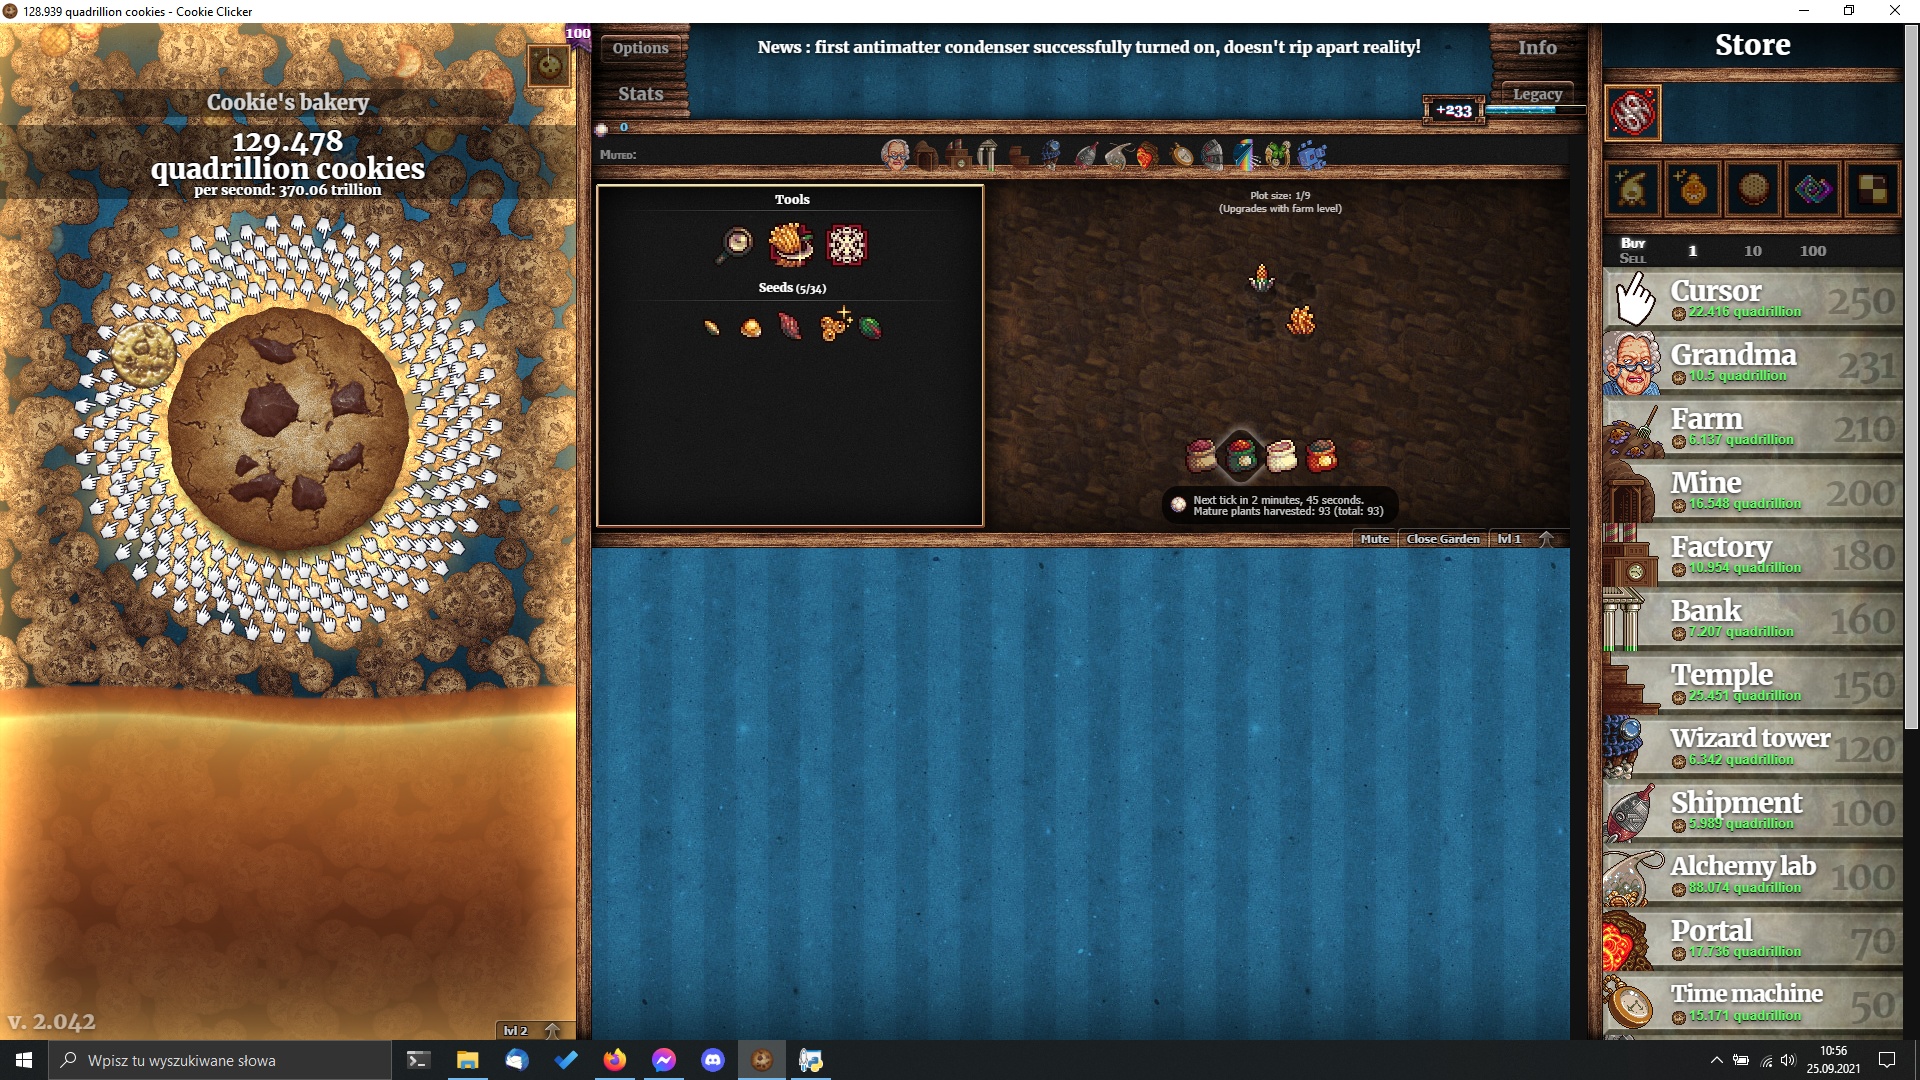 128.939 quadrillion cookies - Cookie Clicker
100
Options
News : first antimatter condenser successfully turned on, doesn't rip apart reality!
Info
Stats
Legacy
+233
0
Cookie's bakery
129.478
quadrillion cookies
per second: 370.06 trillion
v. 2.042
lvl 2
Muted:
Tools
Seeds (5/34)
Plot size: 1/9
(Upgrades with farm level)
Next tick in 2 minutes, 45 seconds.
Mature plants harvested: 93 (total: 93)
Mute
Close Garden
lvl 1
Store
Buy
Sell
1
10
100
Cursor
22.416 quadrillion
250
Grandma
10.5 quadrillion
231
Farm
6.137 quadrillion
210
Mine
16.548 quadrillion
200
Factory
10.954 quadrillion
180
Bank
7.207 quadrillion
160
Temple
25.451 quadrillion
150
Wizard tower
6.342 quadrillion
120
Shipment
5.989 quadrillion
100
Alchemy lab
88.074 quadrillion
100
Portal
17.736 quadrillion
70
Time machine
15.171 quadrillion
50
Wpisz tu wyszukiwane słowa
10:56
25.09.2021